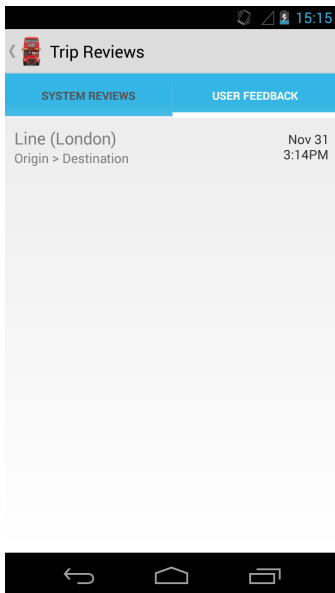 15:15
Trip Reviews
SYSTEM REVIEWS
USER FEEDBACK
Line (London)
Nov 31
Origin > Destination
3:14PM